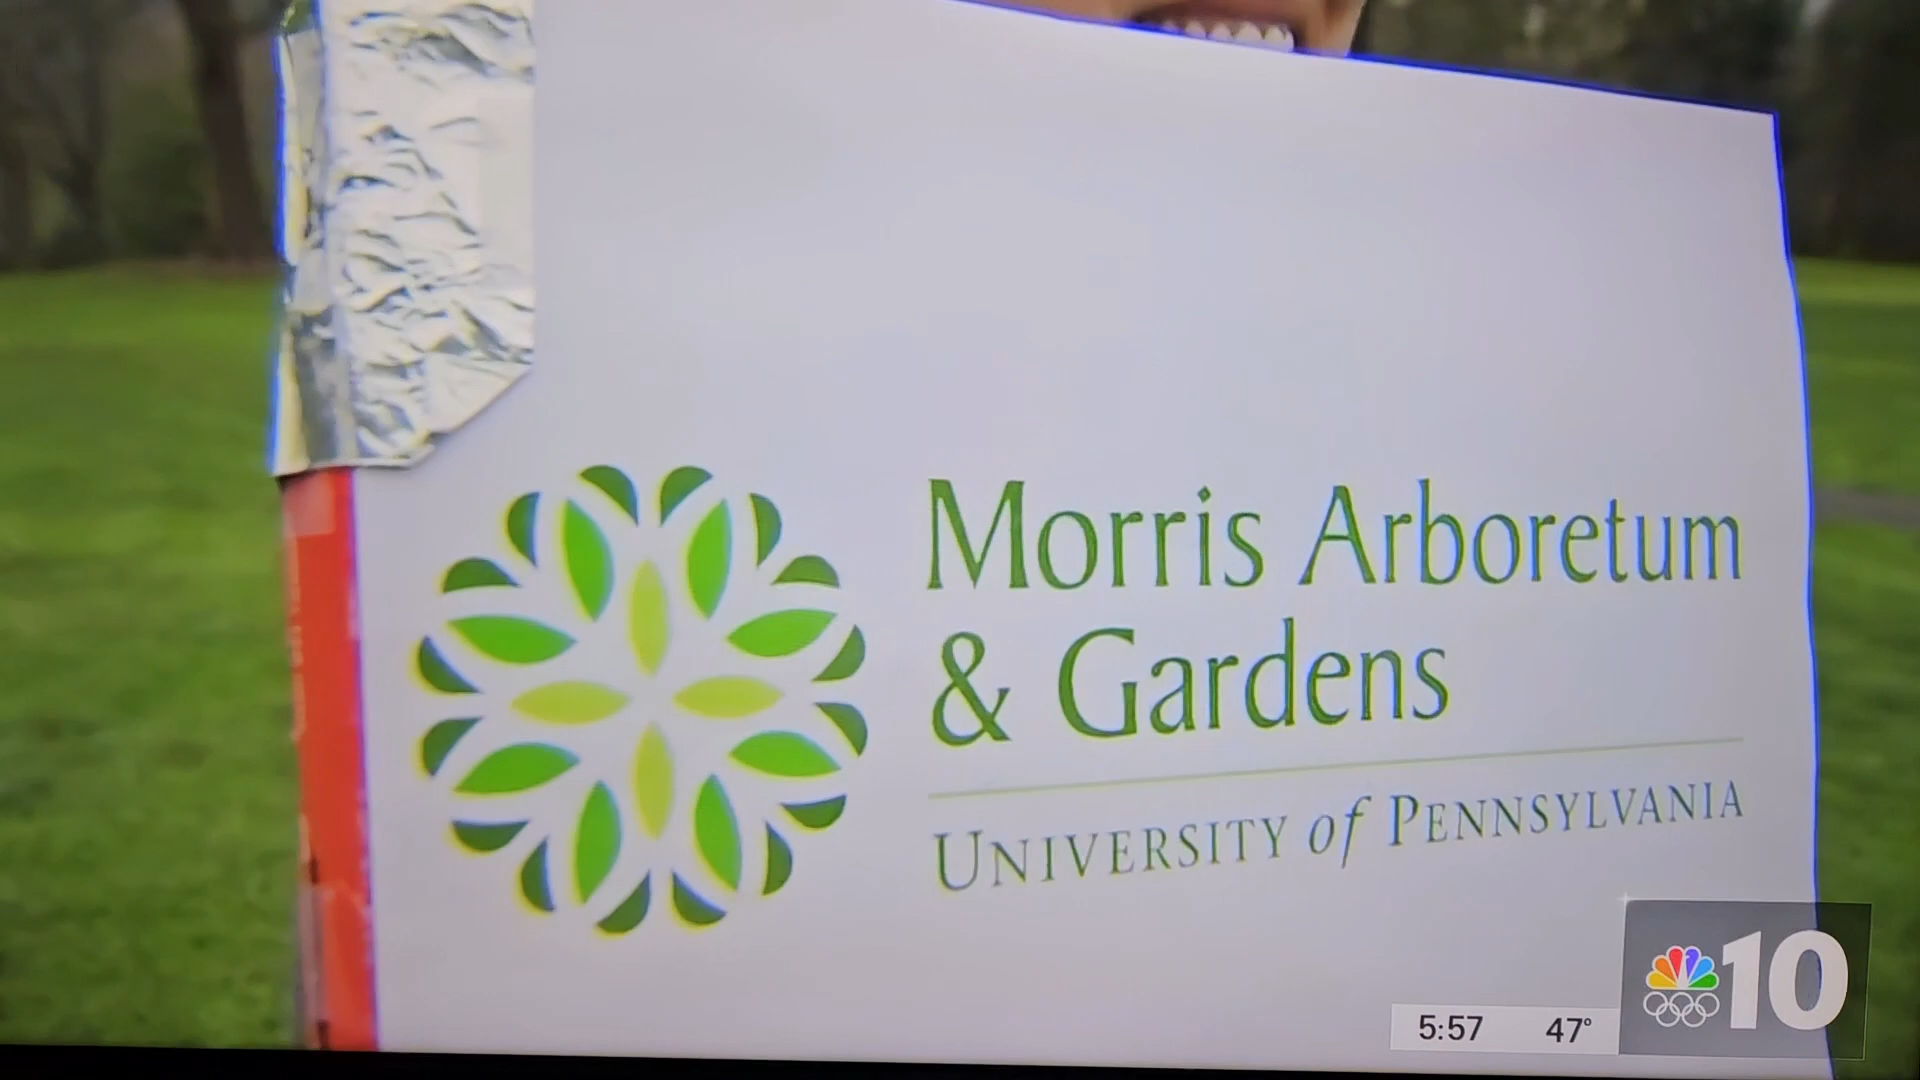 Morris Arboretum
& Gardens
UNIVERSITY of PENNSYLVANIA
10
5:57 47°